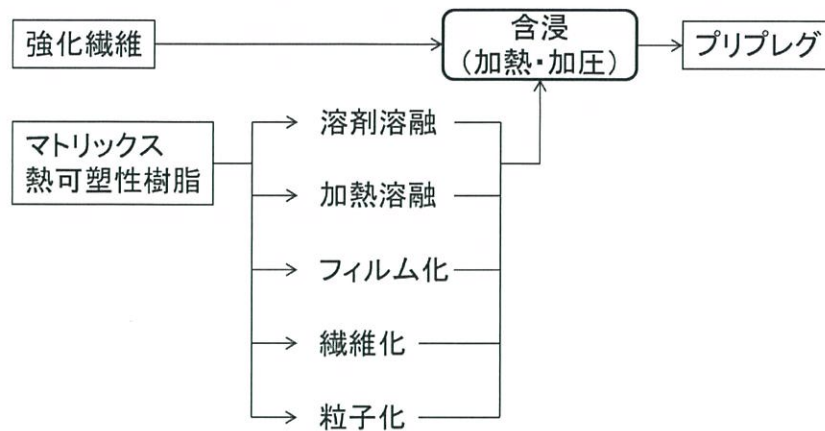 強化繊維
含浸
(加熱・加圧)
プリプレグ
マトリックス
熱可塑性樹脂
溶剤溶融
加熱溶融
フィルム化
繊維化
粒子化